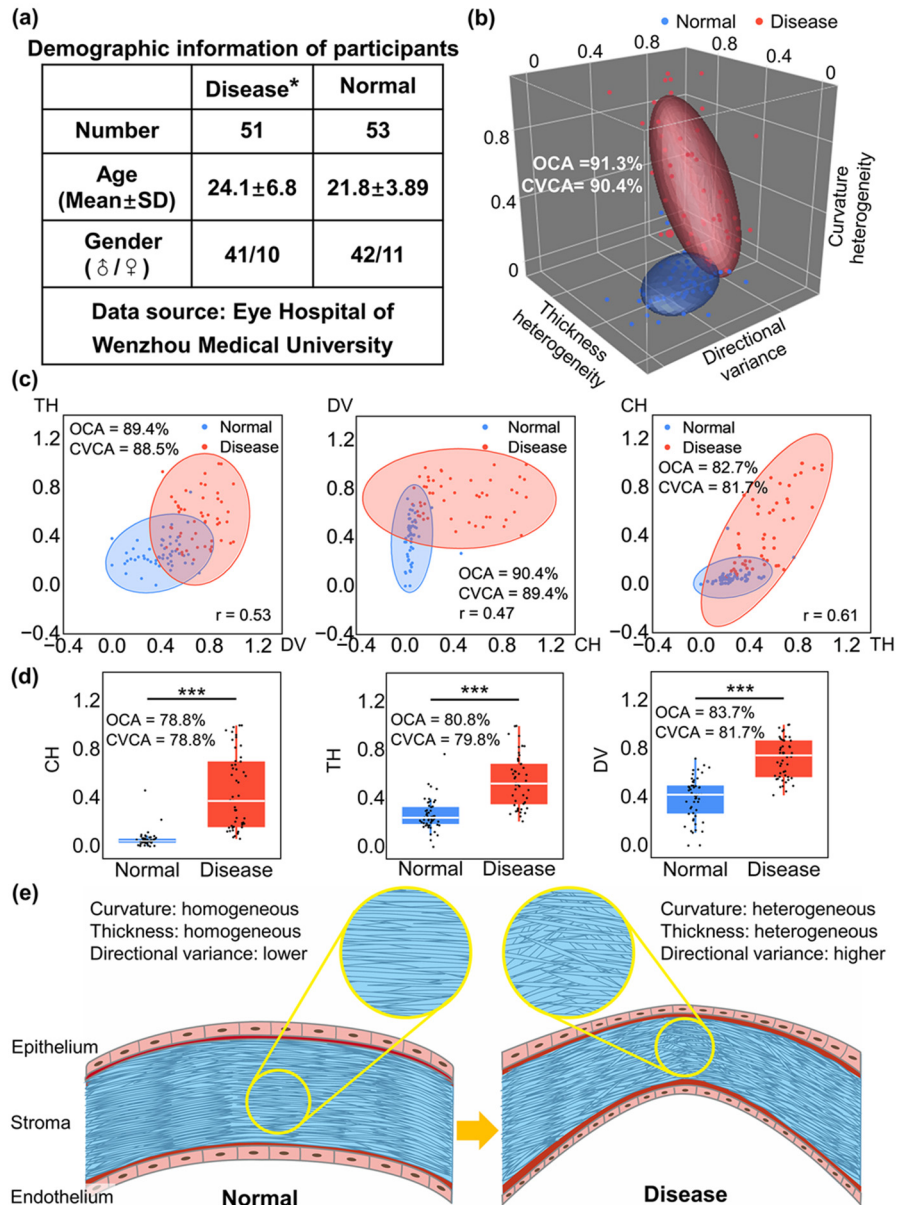 (a)
Demographic information of participants
Disease* Normal
Number 51 53
Age
(Mean±SD) 24.1±6.8 21.8±3.89
Gender
(♂/♀) 41/10 42/11
Data source: Eye Hospital of
Wenzhou Medical University
(b)
Normal Disease
0 0.4 0.8 0.8 0.4 0
0.8
0.4
0
OCA =91.3%
CVCA= 90.4%
Curvature
heterogeneity
Thickness
heterogeneity
Directional
variance
(c)
TH
1.2
0.8
0.4
0.0
−0.4
OCA = 89.4%
CVCA = 88.5%
Normal
Disease
r = 0.53
−0.4 0.0 0.4 0.8 1.2
DV
DV
1.2
0.8
0.4
0.0
−0.4
Normal
Disease
OCA = 90.4%
CVCA = 89.4%
r = 0.47
−0.4 0.0 0.4 0.8 1.2
CH
CH
1.2
0.8
0.4
0.0
−0.4
Normal
Disease
OCA = 82.7%
CVCA = 81.7%
r = 0.61
−0.4 0.0 0.4 0.8 1.2
TH
(d)
CH
1.2
0.8
0.4
0.0
***
OCA = 78.8%
CVCA = 78.8%
Normal Disease
TH
1.2
0.8
0.4
0.0
***
OCA = 80.8%
CVCA = 79.8%
Normal Disease
DV
1.2
0.8
0.4
0.0
***
OCA = 83.7%
CVCA = 81.7%
Normal Disease
(e)
Curvature: homogeneous
Thickness: homogeneous
Directional variance: lower
Curvature: heterogeneous
Thickness: heterogeneous
Directional variance: higher
Epithelium
Stroma
Endothelium
Normal
Disease